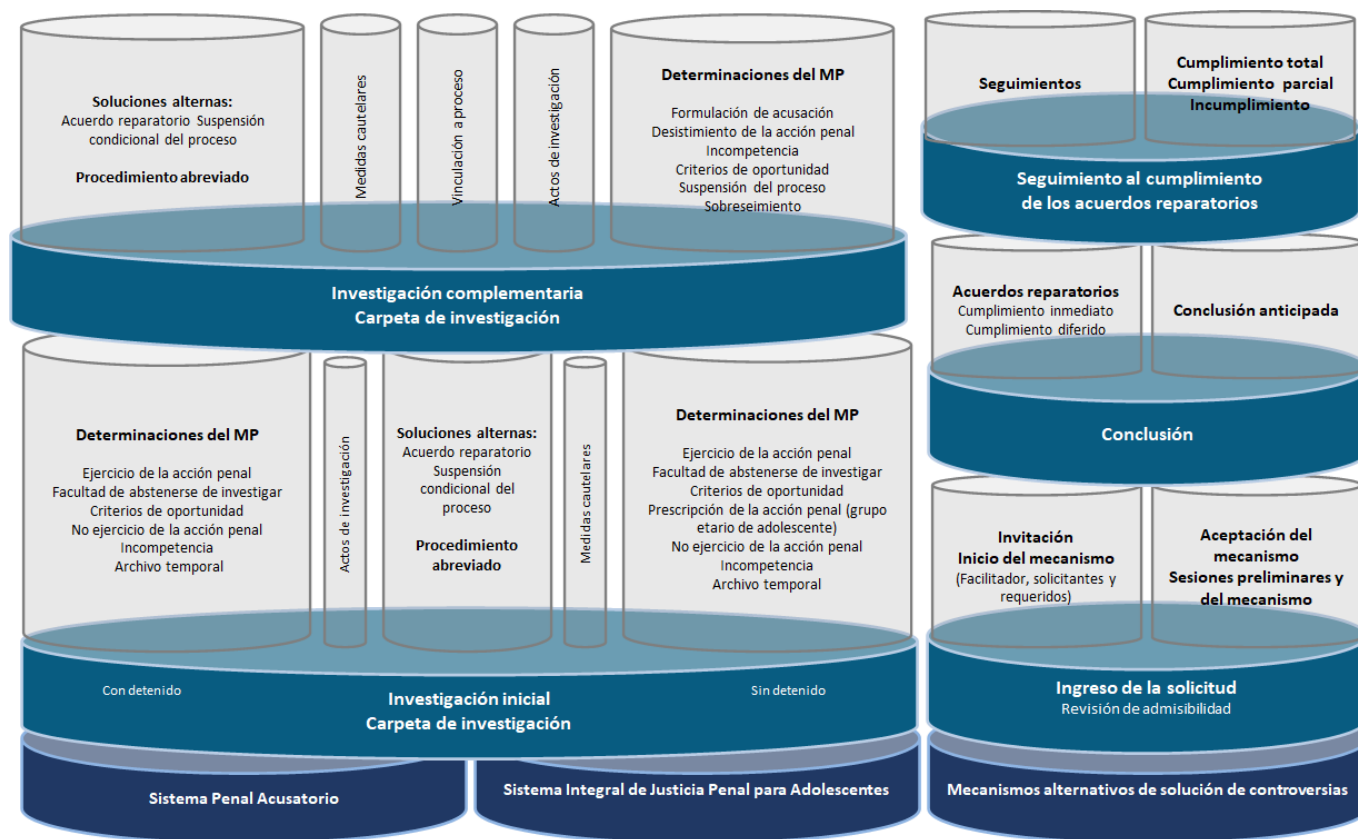 Soluciones alternas:
Acuerdo reparatorio Suspensión
condicional del proceso
Procedimiento abreviado
Medidas cautelares
Vinculación a proceso
Actos de investigación
Determinaciones del MP
Formulación de acusación
Desistimiento de la acción penal
Incompetencia
Criterios de oportunidad
Suspensión del proceso
Sobreseimiento
Investigación complementaria
Carpeta de investigación
Determinaciones del MP
Ejercicio de la acción penal
Facultad de abstenerse de investigar
Criterios de oportunidad
No ejercicio de la acción penal
Incompetencia
Archivo temporal
Actos de investigación
Soluciones alternas:
Acuerdo reparatorio
Suspensión
condicional del
proceso
Procedimiento
abreviado
Medidas cautelares
Determinaciones del MP
Ejercicio de la acción penal
Facultad de abstenerse de investigar
Criterios de oportunidad
Prescripción de la acción penal (grupo
etario de adolescente)
No ejercicio de la acción penal
Incompetencia
Archivo temporal
Con detenido
Investigación inicial
Carpeta de investigación
Sin detenido
Sistema Penal Acusatorio
Sistema Integral de Justicia Penal para Adolescentes
Seguimientos
Cumplimiento total
Cumplimiento parcial
Incumplimiento
Seguimiento al cumplimiento
de los acuerdos reparatorios
Acuerdos reparatorios
Cumplimiento inmediato
Cumplimiento diferido
Conclusión anticipada
Conclusión
Invitación
Inicio del mecanismo
(Facilitador, solicitantes y
requeridos)
Aceptación del
mecanismo
Sesiones preliminares y
del mecanismo
Ingreso de la solicitud
Revisión de admisibilidad
Mecanismos alternativos de solución de controversias